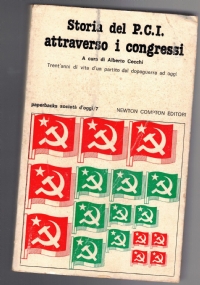 Storia del P.C.I.
attraverso i congressi
A cura di Alberto Cecchi
Trent'anni di vita d'un partito dal dopoguerra ad oggi
paperbacks società d'oggi/7
NEWTON COMPTON EDITORI